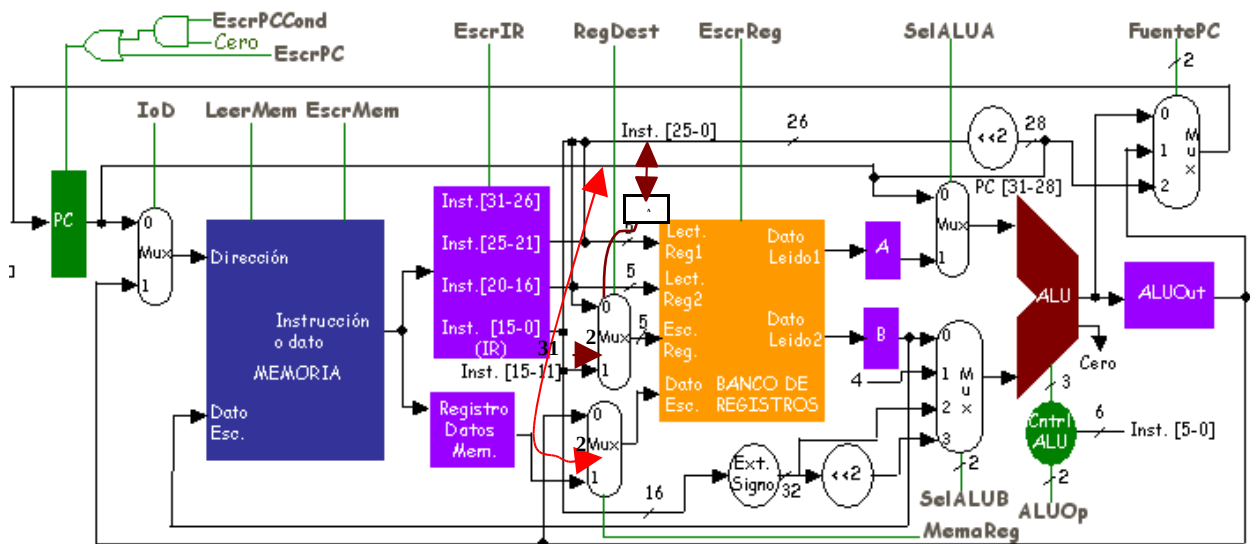 EscrPCCond
Cero
EscrPC
EscrIR
RegDest
EscrReg
SelALUA
FuentePC
2
IoD
LeerMem
EscrMem
Inst. [25-0]
26
<<2
28
0
1
2
Mux
PC [31-28]
PC
0
Mux
1
Dirección
Instrucción
o dato
MEMORIA
Dato
Esc.
Inst.[31-26]
Inst.[25-21]
Inst.[20-16]
Inst. [15-0]
(IR)
31
Inst. [15-11]
Registro
Datos
Mem.
5
5
5
0
2
Mux
1
0
2
Mux
1
Lect.
Reg1
Lect.
Reg2
Esc.
Reg.
Dato
Esc.
Dato
Leido1
Dato
Leido2
BANCO DE
REGISTROS
A
B
0
Mux
1
4
0
1
2
3
Mux
ALU
ALUOut
Cero
3
Cntrl
ALU
6
Inst. [5-0]
2
ALUOp
16
Ext.
Signo
32
<<2
2
SelALUB
MemaReg
]